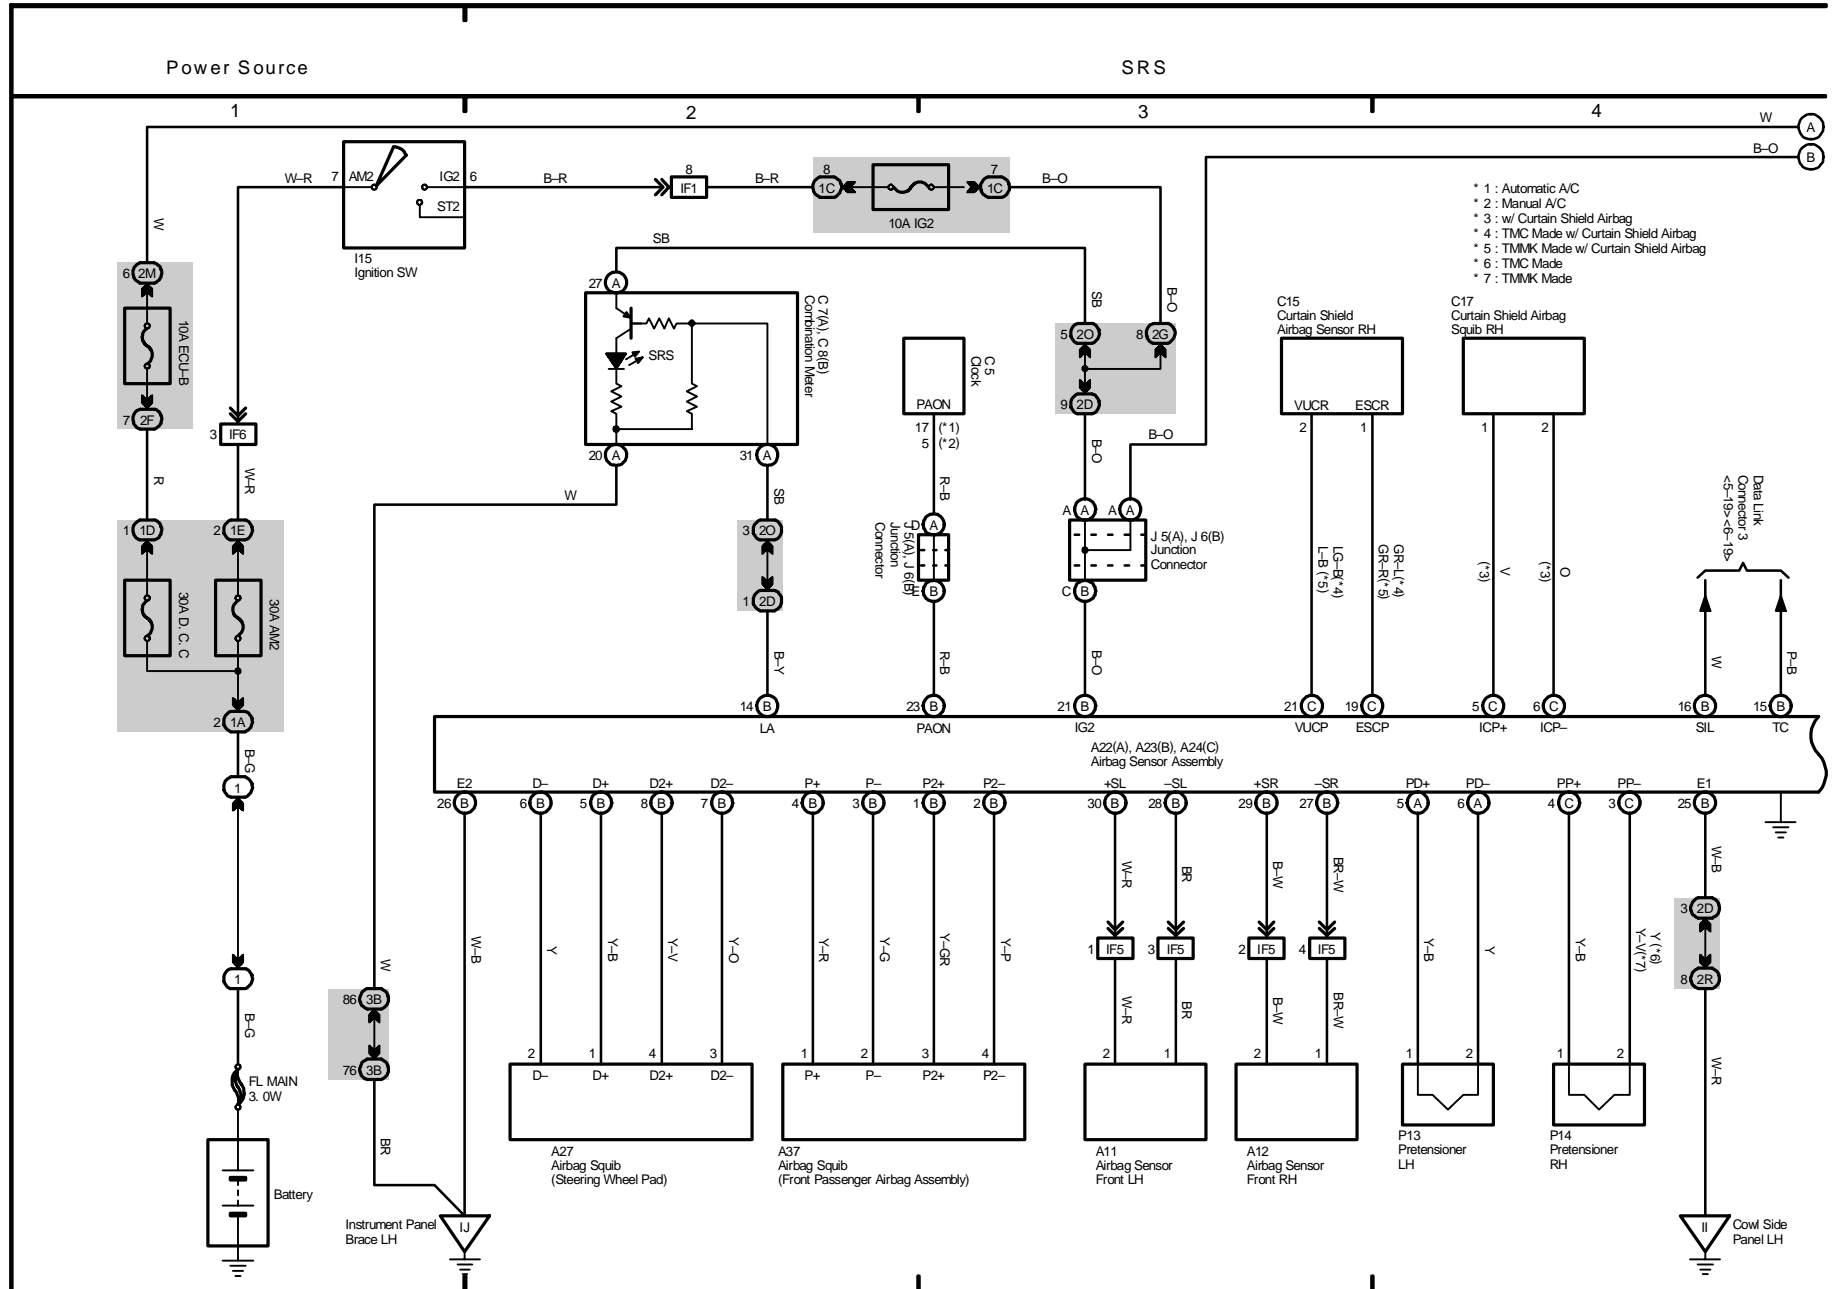 Power Source
SRS
1
2
3
4
W
A
B–O
B
W–R
7
AM2
IG2
6
ST2
I15
Ignition SW
B–R
8
IF1
B–R
8
1C
10A IG2
7
1C
B–O
* 1 : Automatic A/C
* 2 : Manual A/C
* 3 : w/ Curtain Shield Airbag
* 4 : TMC Made w/ Curtain Shield Airbag
* 5 : TMMK Made w/ Curtain Shield Airbag
* 6 : TMC Made
* 7 : TMMK Made
W
6
2M
10A ECU–B
7
2F
R
3
IF6
W–R
1
1D
2
1E
30A D. C. C
30A AM2
2
1A
B–G
1
1
B–G
FL MAIN
3. 0W
Battery
SB
27
A
SRS
C 7(A), C 8(B)
Combination Meter
20
A
31
A
W
SB
3
2O
1
2D
B–Y
C 5
Clock
PAON
17
(*1)
5
(*2)
R–B
D
A
J 5(A), J 6(B)
Junction
Connector
E
B
R–B
SB
B–O
5
2O
8
2G
9
2D
B–O
B–O
A
A
A
A
J 5(A), J 6(B)
Junction
Connector
C
B
B–O
C15
Curtain Shield
Airbag Sensor RH
VUCR
ESCR
2
1
LG–B(*4)
L–B (*5)
GR–L(*4)
GR–R(*5)
C17
Curtain Shield Airbag
Squib RH
1
2
V
(*3)
O
(*3)
Data Link
Connector 3
<5–19><6–19>
W
P–B
14
B
LA
23
B
PAON
21
B
IG2
21
C
VUCP
19
C
ESCP
5
C
ICP+
6
C
ICP–
16
B
SIL
15
B
TC
A22(A), A23(B), A24(C)
Airbag Sensor Assembly
E2
D–
D+
D2+
D2–
P+
P–
P2+
P2–
+SL
–SL
+SR
–SR
PD+
PD–
PP+
PP–
E1
26
B
6
B
5
B
8
B
7
B
4
B
3
B
1
B
2
B
30
B
28
B
29
B
27
B
5
A
6
A
4
C
3
C
25
B
W–R
BR
B–W
BR–W
W–B
W
W–B
Y
Y–B
Y–V
Y–O
Y–R
Y–G
Y–GR
Y–P
1
IF5
3
IF5
2
IF5
4
IF5
Y–B
Y
Y–B
Y (*6)
Y–V(*7)
3
2D
8
2R
86
3B
76
3B
W–R
BR
B–W
BR–W
W–R
BR
2
1
4
3
D–
D+
D2+
D2–
1
2
3
4
P+
P–
P2+
P2–
2
1
2
1
1
2
1
2
A27
Airbag Squib
(Steering Wheel Pad)
A37
Airbag Squib
(Front Passenger Airbag Assembly)
A11
Airbag Sensor
Front LH
A12
Airbag Sensor
Front RH
P13
Pretensioner
LH
P14
Pretensioner
RH
Instrument Panel
Brace LH
IJ
II
Cowl Side
Panel LH